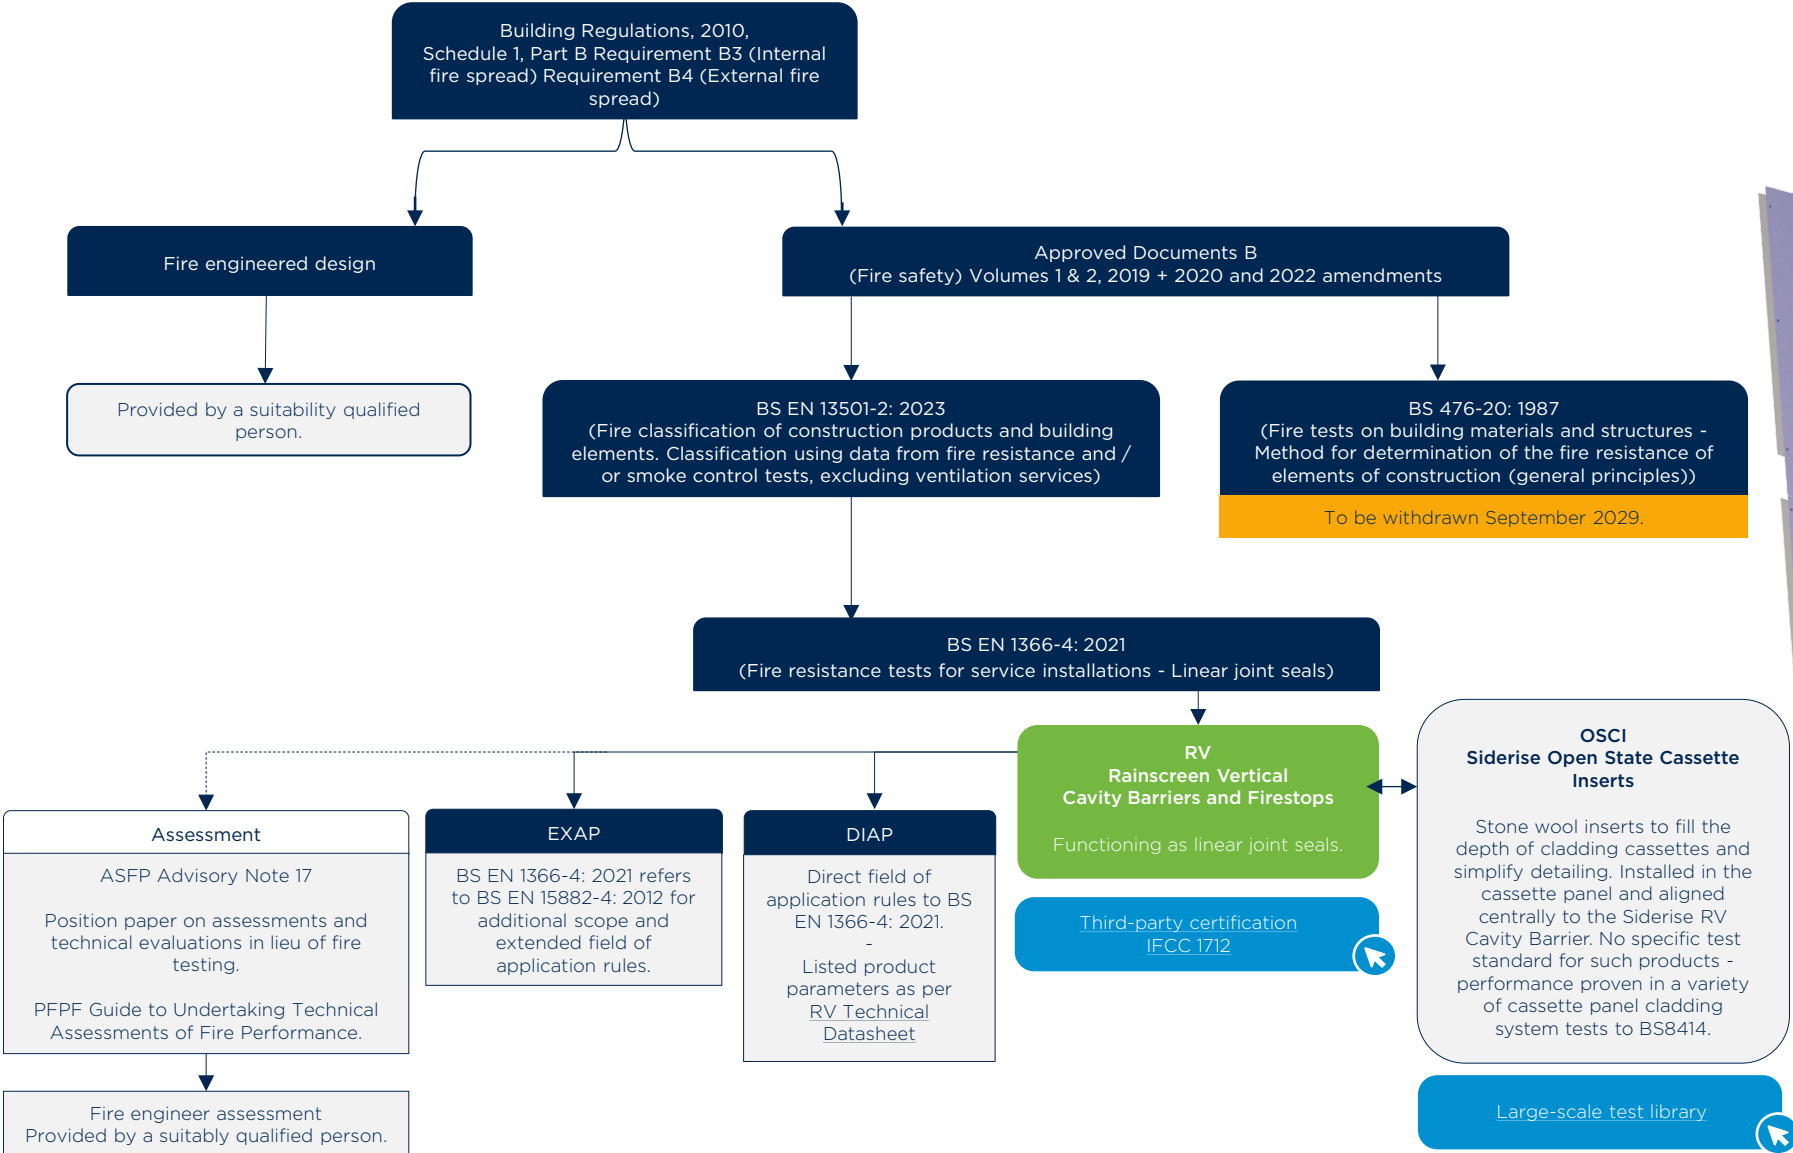 Building Regulations, 2010,
Schedule 1, Part B Requirement B3 (Internal
fire spread) Requirement B4 (External fire
spread)
Fire engineered design
Approved Documents B
(Fire safety) Volumes 1 & 2, 2019 + 2020 and 2022 amendments
Provided by a suitability qualified
person.
BS EN 13501-2: 2023
(Fire classification of construction products and building
elements. Classification using data from fire resistance and /
or smoke control tests, excluding ventilation services)
BS 476-20: 1987
(Fire tests on building materials and structures -
Method for determination of the fire resistance of
elements of construction (general principles))
To be withdrawn September 2029.
BS EN 1366-4: 2021
(Fire resistance tests for service installations - Linear joint seals)
Assessment
ASFP Advisory Note 17
Position paper on assessments and
technical evaluations in lieu of fire
testing.
PFPF Guide to Undertaking Technical
Assessments of Fire Performance.
Fire engineer assessment
Provided by a suitably qualified person.
EXAP
BS EN 1366-4: 2021 refers
to BS EN 15882-4: 2012 for
additional scope and
extended field of
application rules.
DIAP
Direct field of
application rules to BS
EN 1366-4: 2021.
-
Listed product
parameters as per
RV Technical
Datasheet
RV
Rainscreen Vertical
Cavity Barriers and Firestops
Functioning as linear joint seals.
Third-party certification
IFCC 1712
OSCI
Siderise Open State Cassette
Inserts
Stone wool inserts to fill the
depth of cladding cassettes and
simplify detailing. Installed in the
cassette panel and aligned
centrally to the Siderise RV
Cavity Barrier. No specific test
standard for such products -
performance proven in a variety
of cassette panel cladding
system tests to BS8414.
Large-scale test library